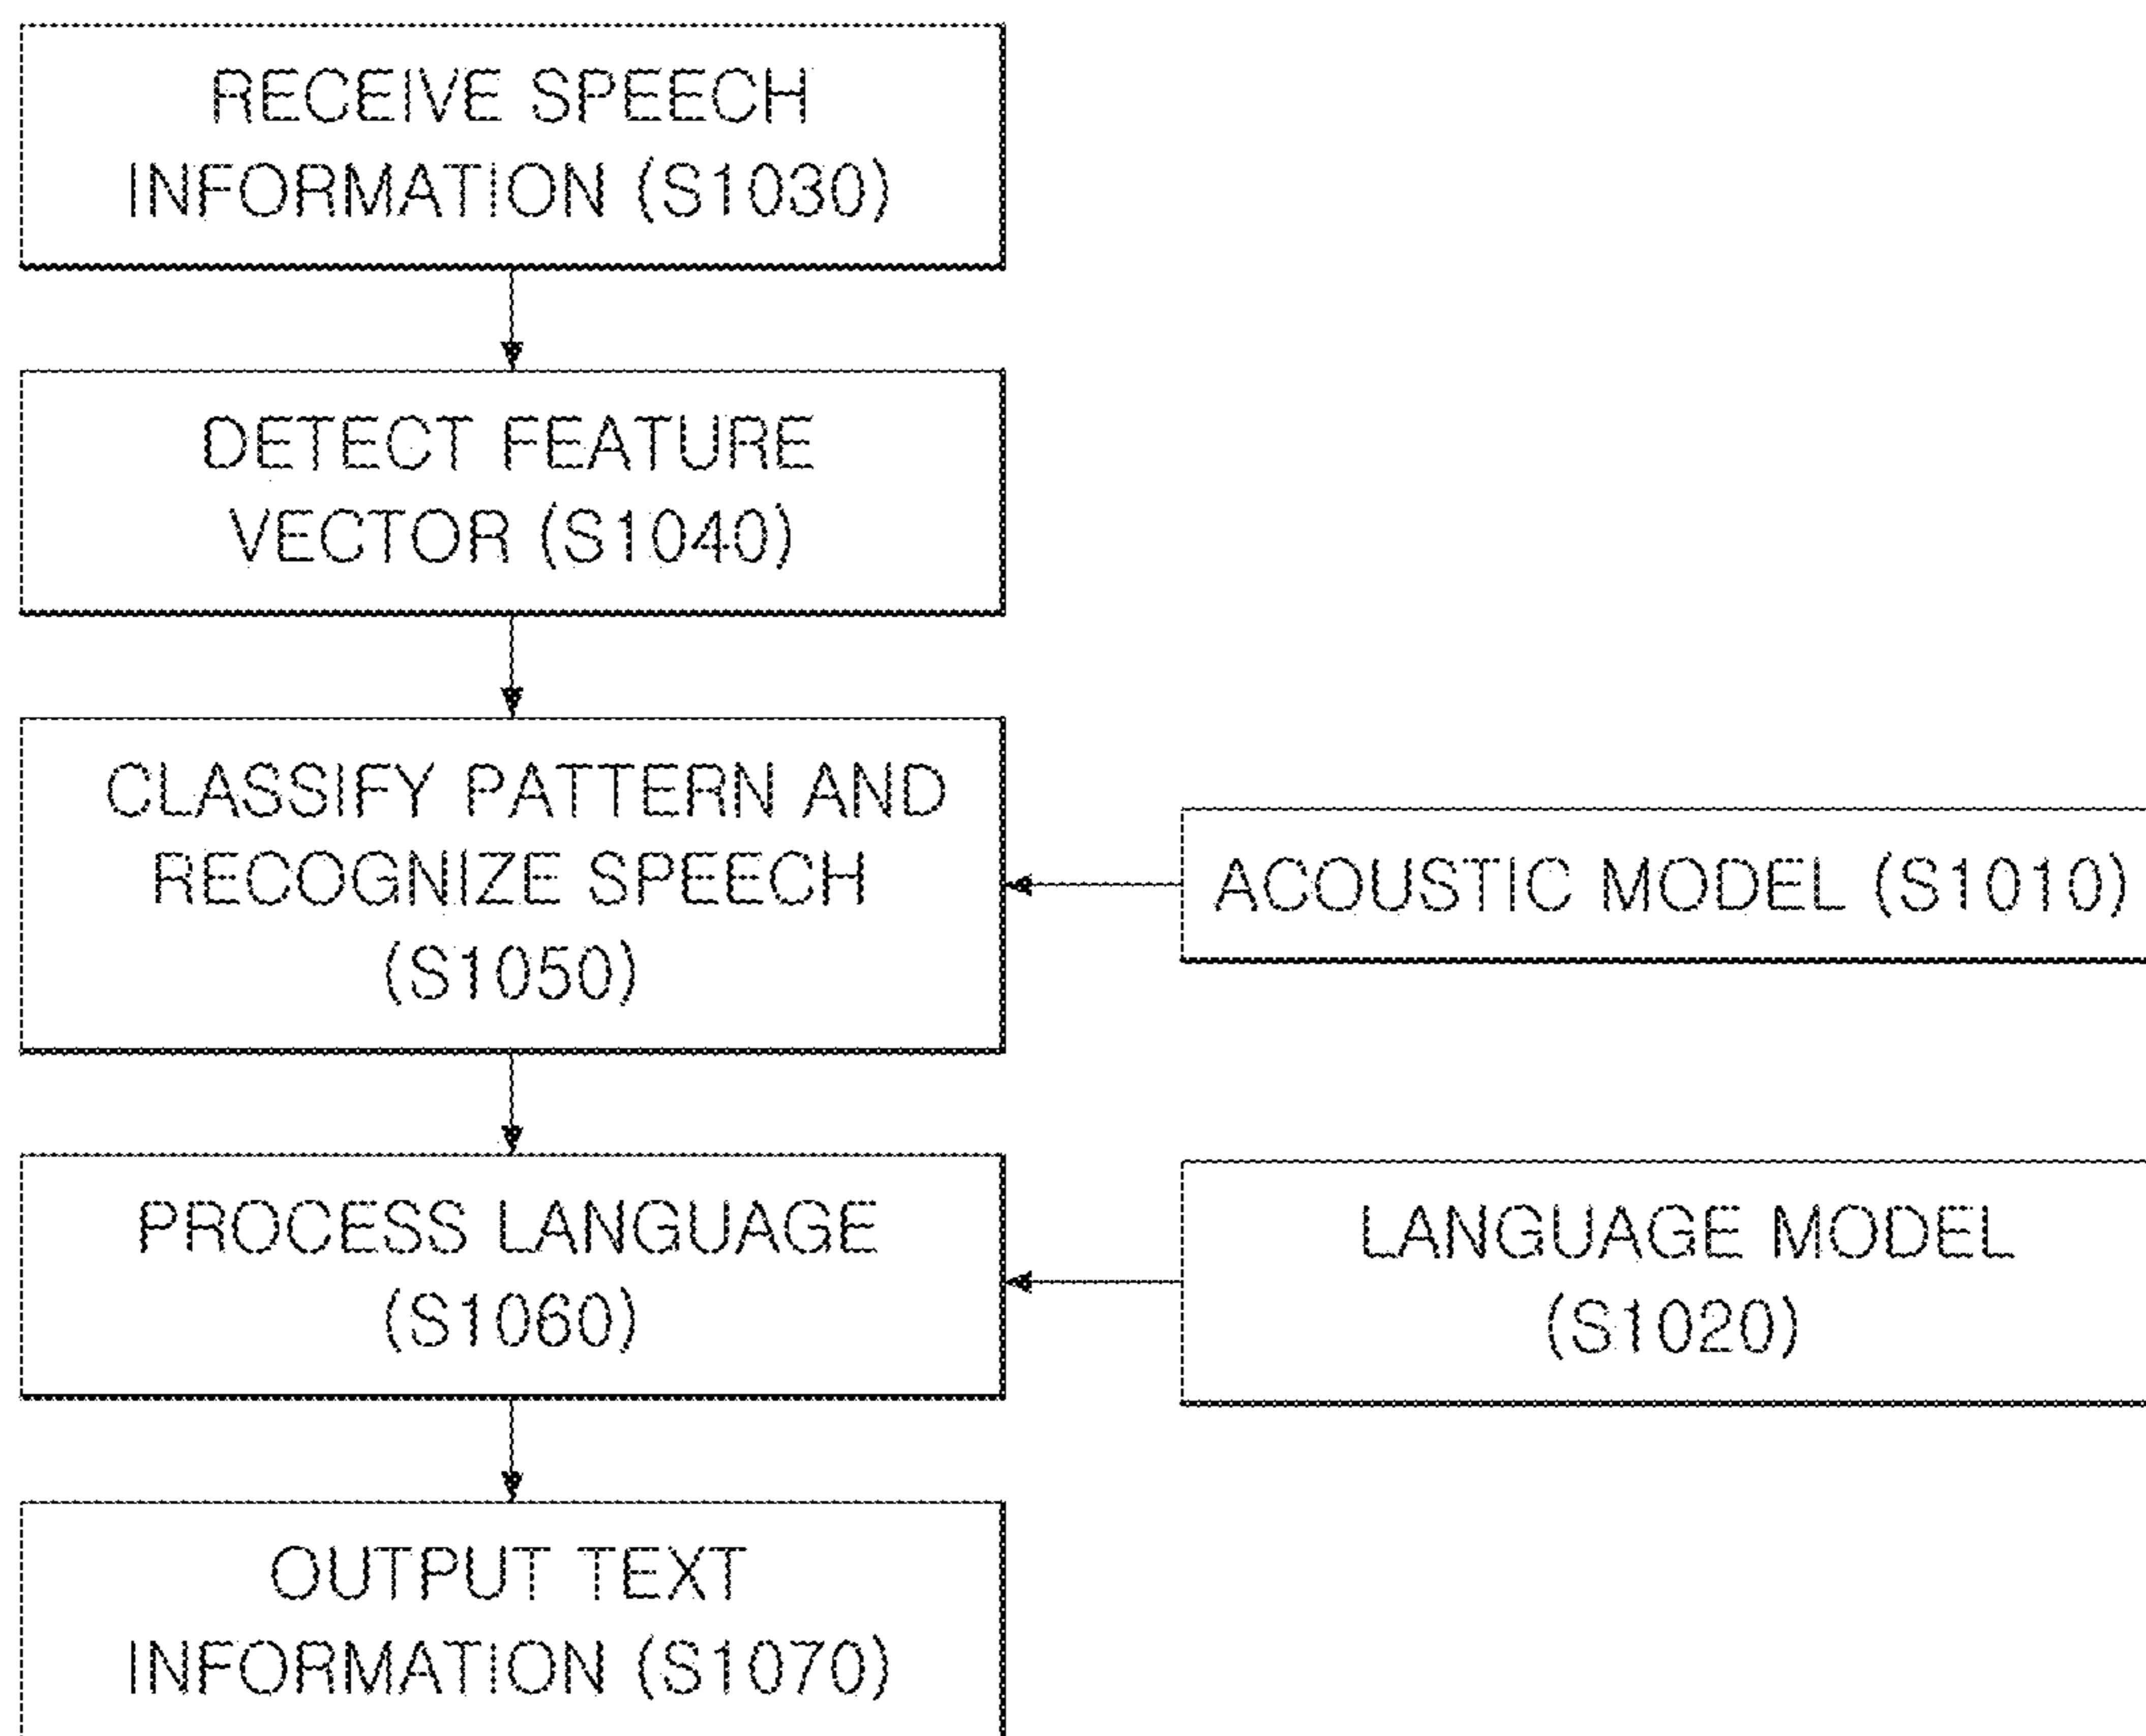 RECEIVE SPEECH
INFORMATION (S1030)
DETECT FEATURE
VECTOR (S1040)
CLASSIFY PATTERN AND
RECOGNIZE SPEECH
(S1050)
ACOUSTIC MODEL (S1010)
PROCESS LANGUAGE
(S1060)
LANGUAGE MODEL
(S1020)
OUTPUT TEXT
INFORMATION (S1070)